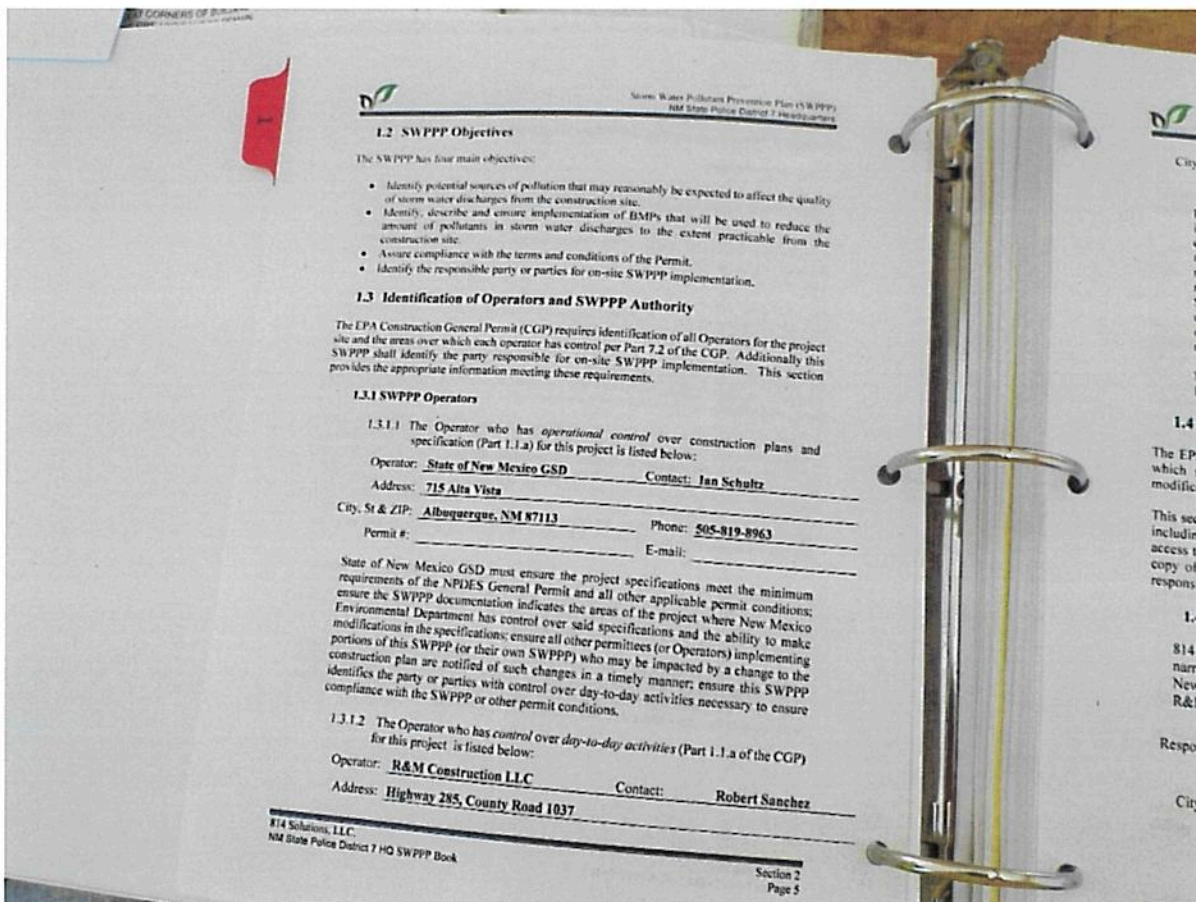 AT CORNERS OF
1
Storm Water Pollutant Prevention Plan (SWPPP)
NM State Police District 7 Headquarters
1.2 SWPPP Objectives
The SWPPP has four main objectives:
• Identify potential sources of pollution that may reasonably be expected to affect the quality
of storm water discharges from the construction site.
• Identify, describe and ensure implementation of BMPs that will be used to reduce the
amount of pollutants in storm water discharges to the extent practicable from the
construction site.
• Assure compliance with the terms and conditions of the Permit.
• Identify the responsible party or parties for on-site SWPPP implementation.
1.3 Identification of Operators and SWPPP Authority
The EPA Construction General Permit (CGP) requires identification of all Operators for the project
site and the areas over which each operator has control per Part 7.2 of the CGP. Additionally this
SWPPP shall identify the party responsible for on-site SWPPP implementation. This section
provides the appropriate information meeting these requirements.
1.3.1 SWPPP Operators
1.3.1.1 The Operator who has operational control over construction plans and
specification (Part 1.1.a) for this project is listed below:
Operator: State of New Mexico GSD Contact: Ian Schultz
Address: 715 Alta Vista
City, St & ZIP: Albuquerque, NM 87113 Phone: 505-819-8963
Permit #: E-mail:
State of New Mexico GSD must ensure the project specifications meet the minimum
requirements of the NPDES General Permit and all other applicable permit conditions;
ensure the SWPPP documentation indicates the areas of the project where New Mexico
Environmental Department has control over said specifications and the ability to make
modifications in the specifications; ensure all other permittees (or Operators) implementing
portions of this SWPPP (or their own SWPPP) who may be impacted by a change to the
construction plan are notified of such changes in a timely manner; ensure this SWPPP
identifies the party or parties with control over day-to-day activities necessary to ensure
compliance with the SWPPP or other permit conditions.
1.3.1.2 The Operator who has control over day-to-day activities (Part 1.1.a of the CGP)
for this project is listed below:
Operator: R&M Construction LLC Contact: Robert Sanchez
Address: Highway 285, County Road 1037
814 Solutions, LLC.
NM State Police District 7 HQ SWPPP Book
Section 2
Page 5
City
1.4
The EP
which
modific
This sec
includin
access
copy of
respons
1.
814
nam
New
R&
Respo
City